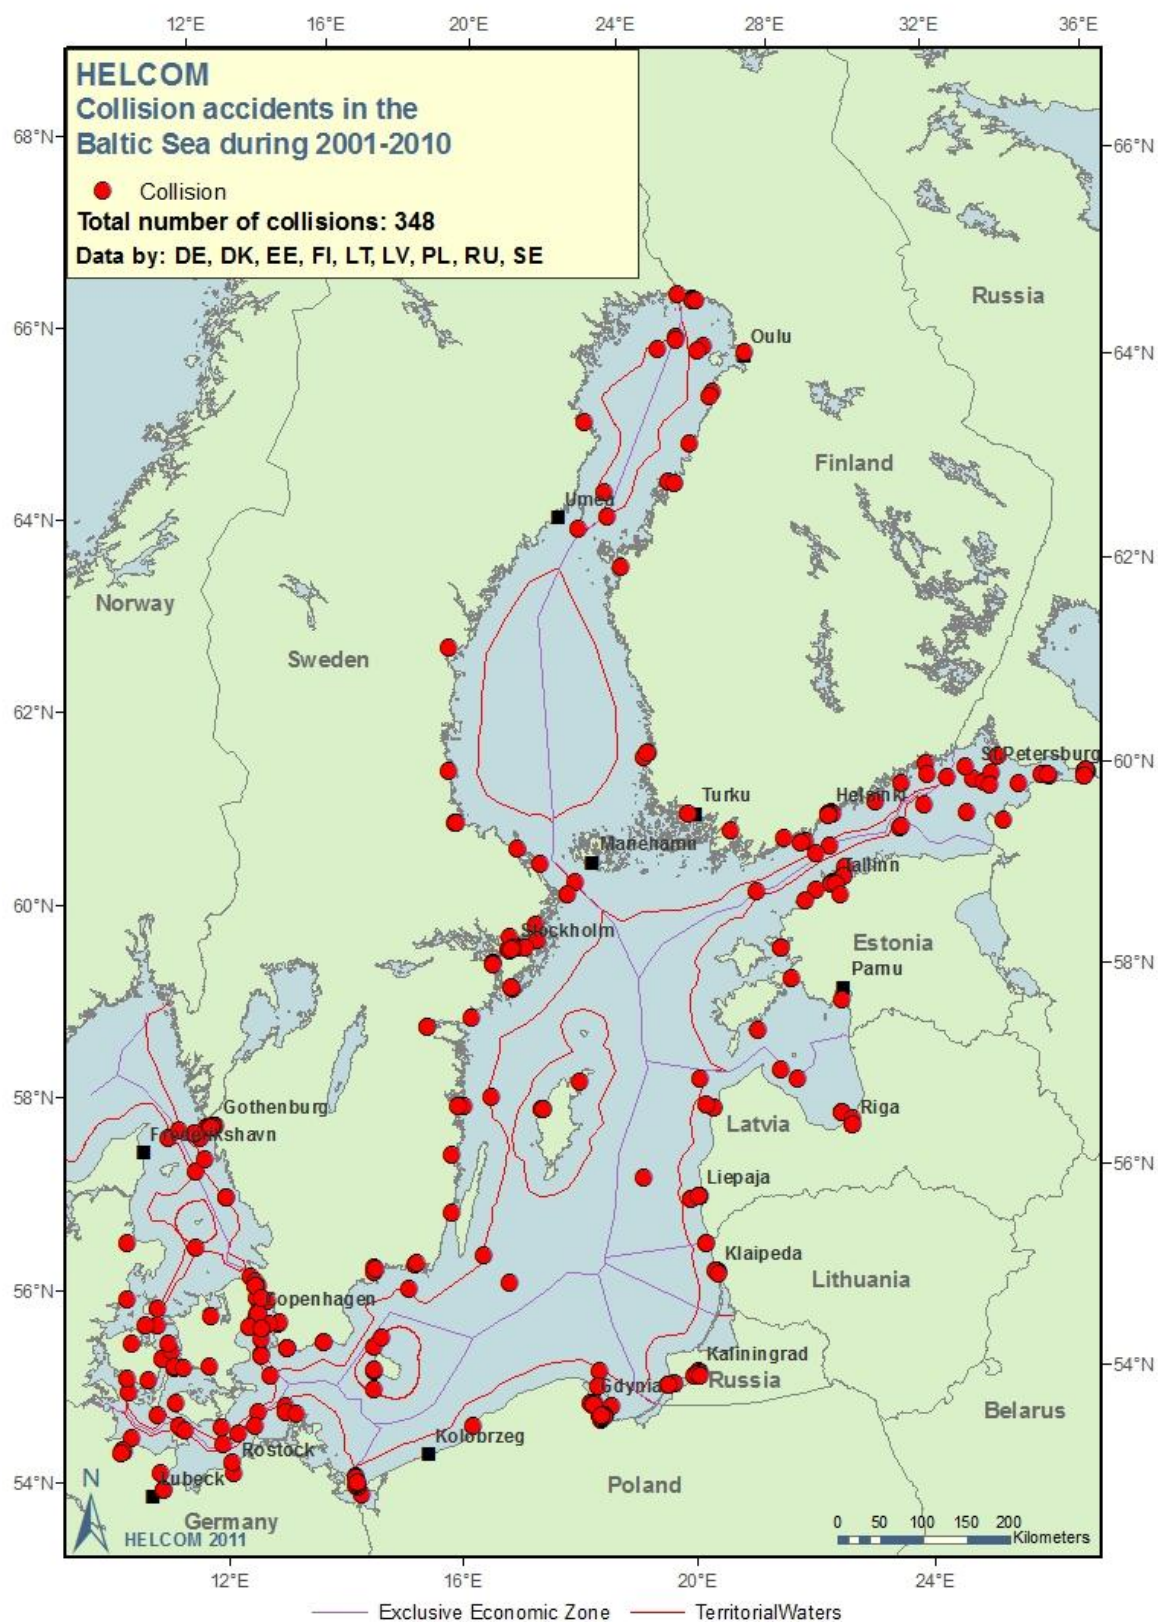 12°E 16°E 20°E 24°E 28°E 32°E 36°E
HELCOM
Collision accidents in the
Baltic Sea during 2001-2010
Collision
Total number of collisions: 348
Data by: DE, DK, EE, FI, LT, LV, PL, RU, SE
68°N
66°N
Russia
66°N
Oulu
64°N
Finland
Umeå
64°N
62°N
Norway
Sweden
62°N
St.Petersburg
60°N
Turku
Helsinki
Mariehamn
Tallinn
60°N
Stockholm
Estonia
58°N
Parnu
58°N
Gothenburg
Riga
Latvia
Frederikshavn
56°N
Liepaja
Klaipeda
Lithuania
56°N
Copenhagen
Kaliningrad
54°N
Russia
Gdynia
Belarus
Kolobrzeg
Rostock
54°N
N
Lubeck
Poland
Germany
HELCOM 2011
0 50 100 150 200
Kilometers
12°E 16°E 20°E 24°E
Exclusive Economic Zone TerritorialWaters